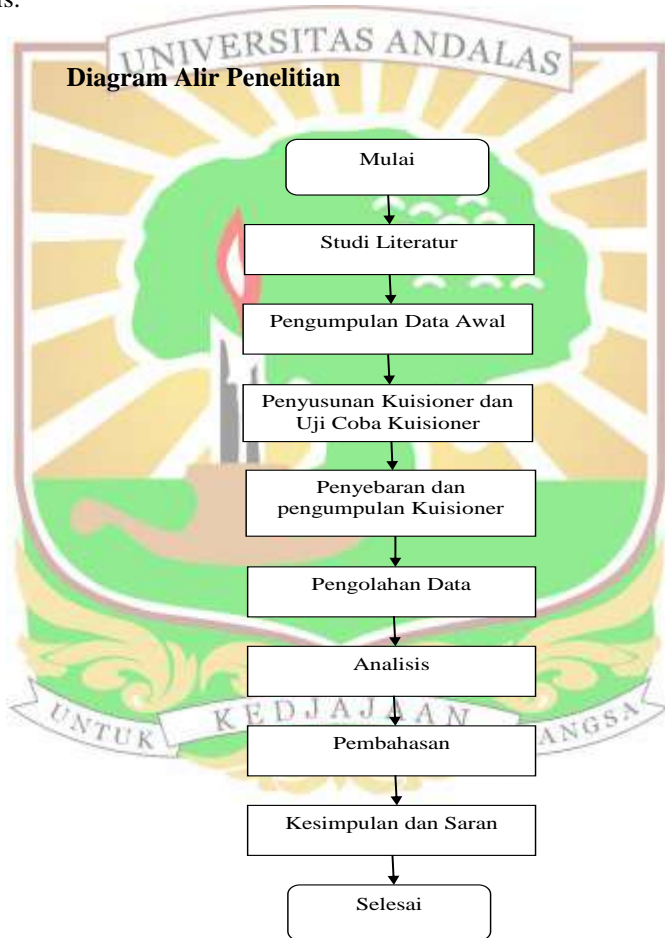 is.
UNIVERSITAS ANDALAS
Diagram Alir Penelitian
Mulai
Studi Literatur
Pengumpulan Data Awal
Penyusunan Kuisioner dan
Uji Coba Kuisioner
Penyebaran dan
pengumpulan Kuisioner
Pengolahan Data
Analisis
UNTUK KEDJAJAAN BANGSA
Pembahasan
Kesimpulan dan Saran
Selesai